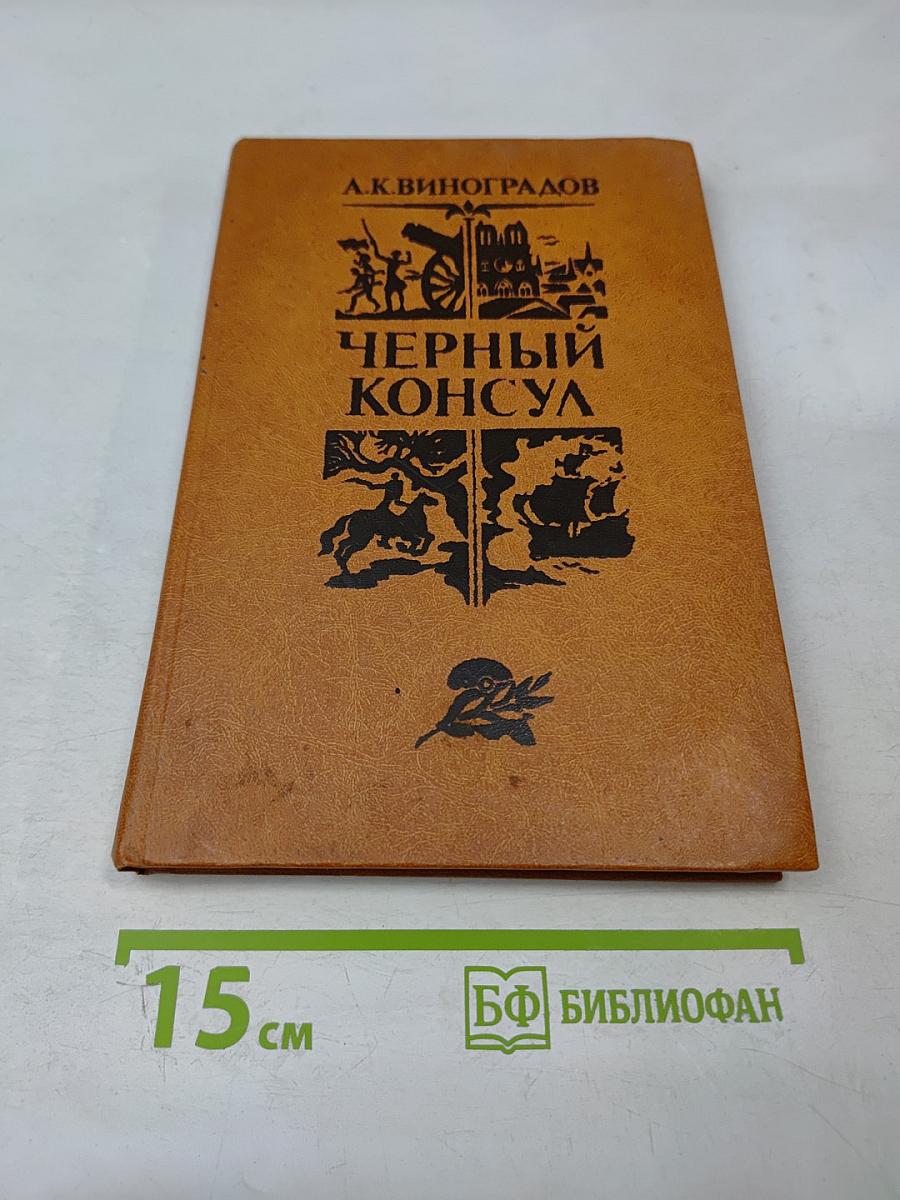 А.К.ВИНОГРАДОВ
ЧЕРНЫЙ
КОНСУЛ
15 см
БФ БИБЛИОФАН